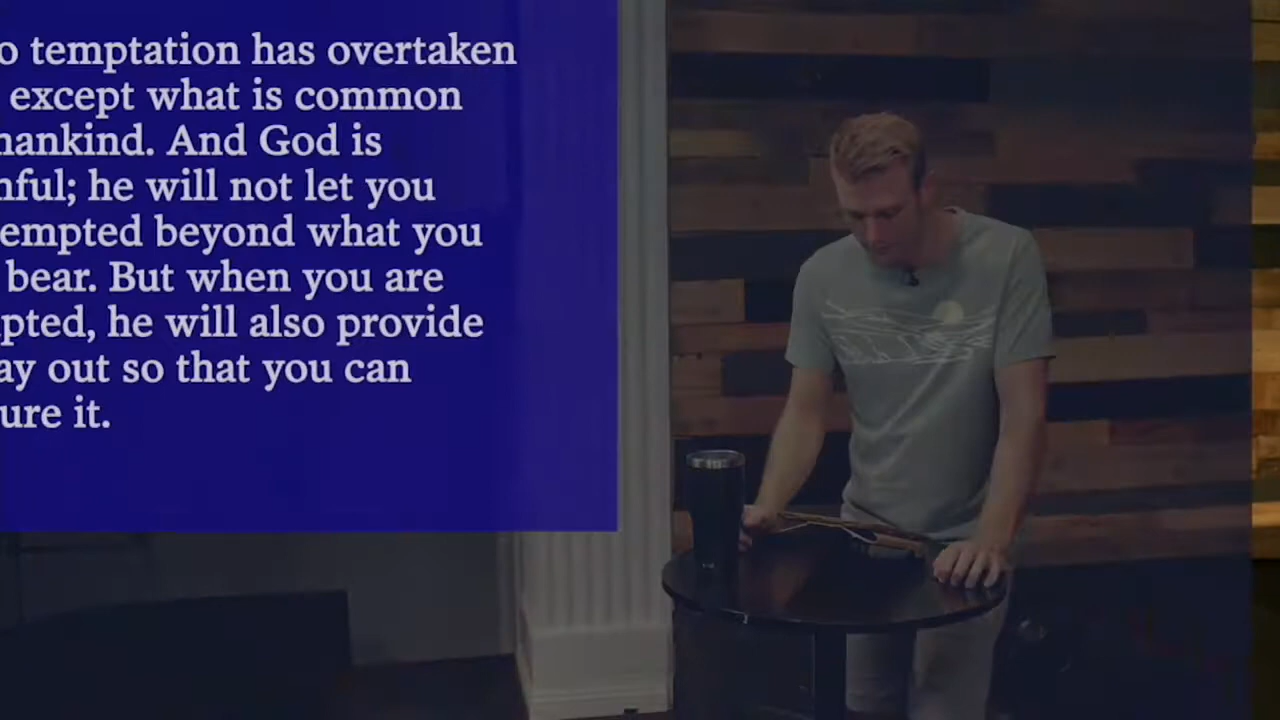 o temptation has overtaken
except what is common
mankind. And God is
nful; he will not let you
empted beyond what you
bear. But when you are
pted, he will also provide
ay out so that you can
ure it.